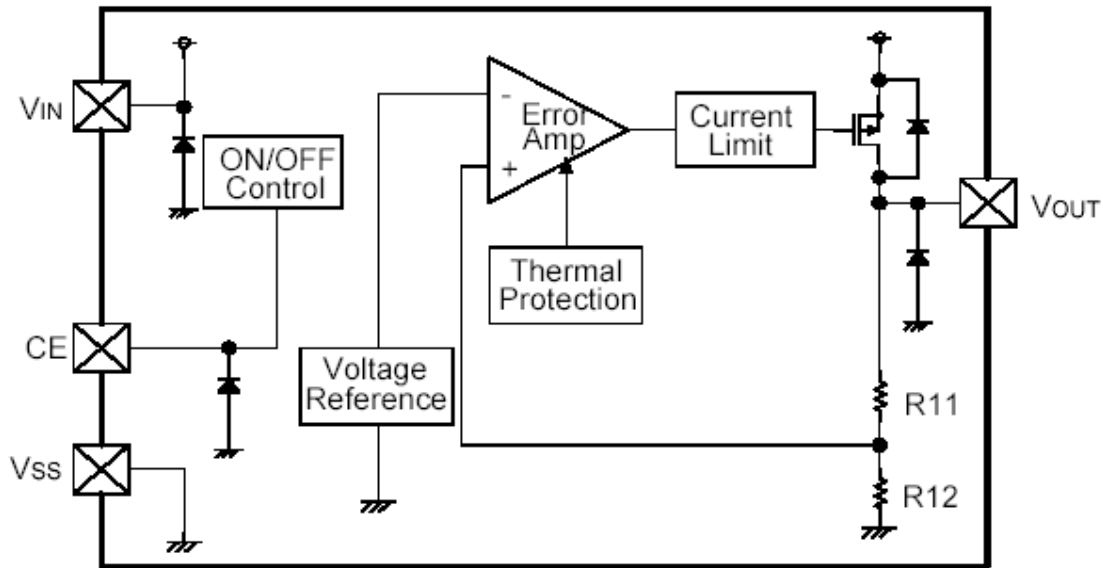 VIN
ON/OFF
Control
CE
VSS
Voltage
Reference
-
+
Error
Amp
Thermal
Protection
Current
Limit
VOUT
R11
R12